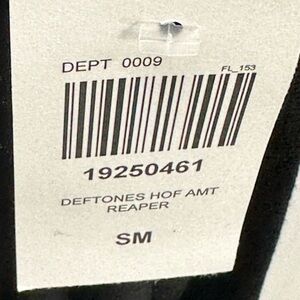 DEPT 0009
FL_153
19250461
DEFTONES HOF AMT
REAPER
SM